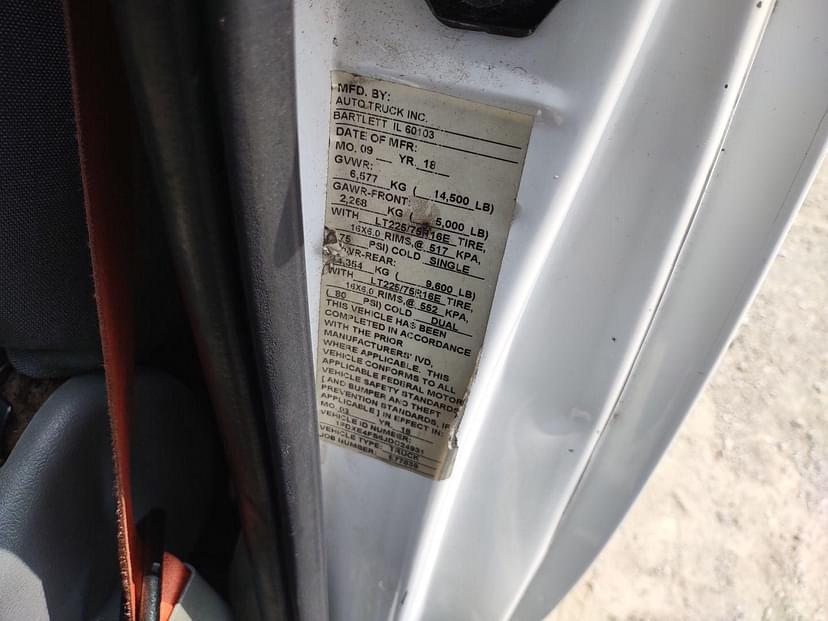 MFD. BY:
AUTO TRUCK INC.
BARTLETT IL 60103
DATE OF MFR:
MO. 09 YR. 18
GVWR:
6,577 KG ( 14,500 LB)
GAWR-FRONT:
2,268 KG ( 5,000 LB)
WITH LT225/75R16E TIRE,
16X6.0 RIMS,@ 517 KPA,
75 PSI) COLD SINGLE
WR-REAR:
4,354 KG ( 9,600 LB)
WITH LT225/75R16E TIRE,
16X6.0 RIMS,@ 552 KPA,
( 80 PSI) COLD DUAL
THIS VEHICLE HAS BEEN
COMPLETED IN ACCORDANCE
WITH THE PRIOR
MANUFACTURERS' IVD,
WHERE APPLICABLE. THIS
VEHICLE CONFORMS TO ALL
APPLICABLE FEDERAL MOTOR
VEHICLE SAFETY STANDARDS
[ AND BUMPER AND THEFT
PREVENTION STANDARDS, IF
APPLICABLE ] IN EFFECT IN:
MO. 03 YR. 18
VEHICLE ID NUMBER:
VEHICLE TYPE: TRUCK
JOB NUMBER: